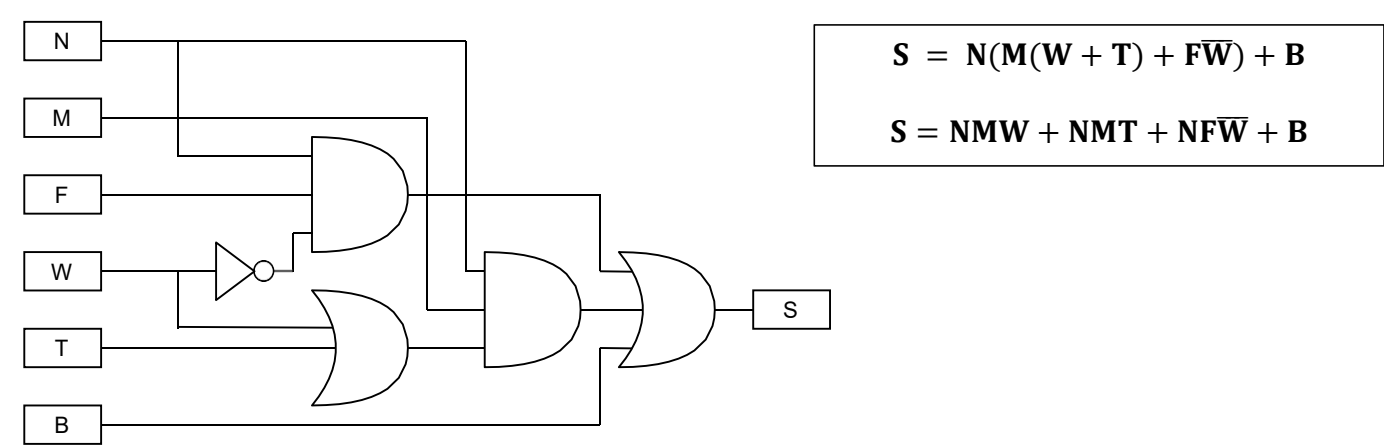 N
M
F
W
T
B
S
S = N(M(W + T) + FW̅) + B
S = NMW + NMT + NFW̅ + B